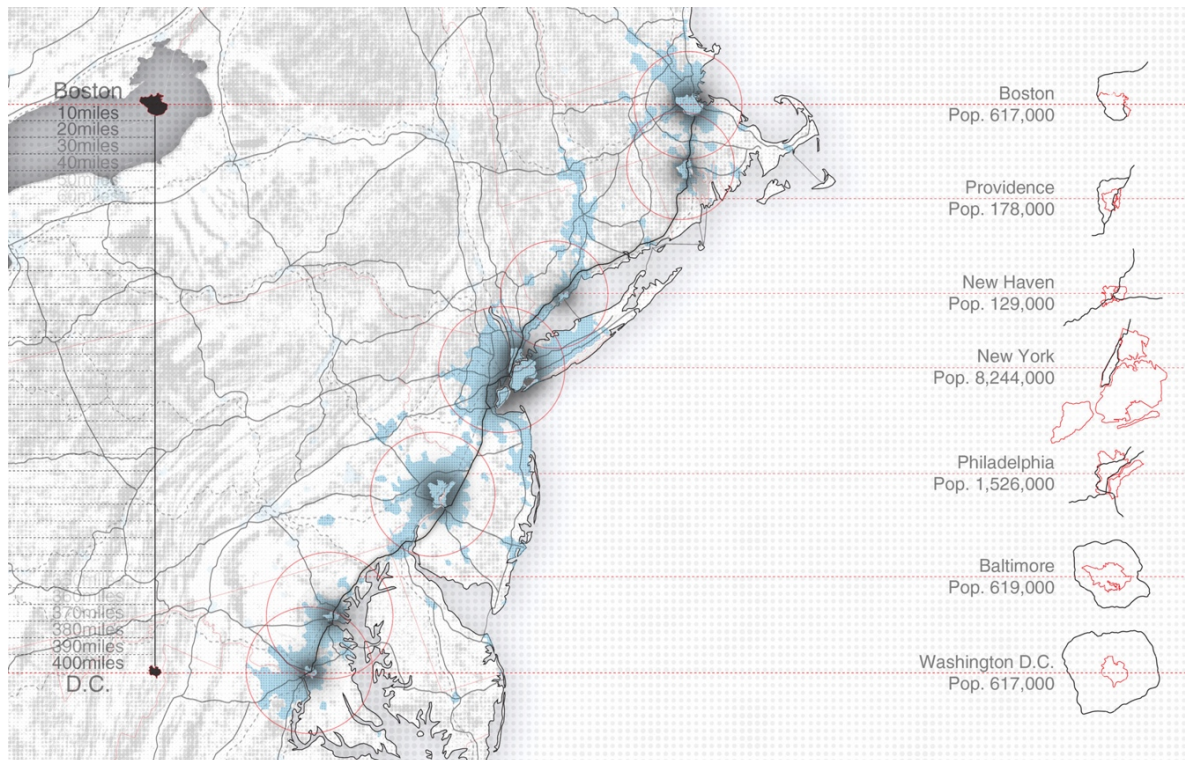 Boston
10miles
20miles
30miles
40miles
370miles
380miles
390miles
400miles
D.C.
Boston
Pop. 617,000
Providence
Pop. 178,000
New Haven
Pop. 129,000
New York
Pop. 8,244,000
Philadelphia
Pop. 1,526,000
Baltimore
Pop. 619,000
Washington D.C.
Pop. 617,000